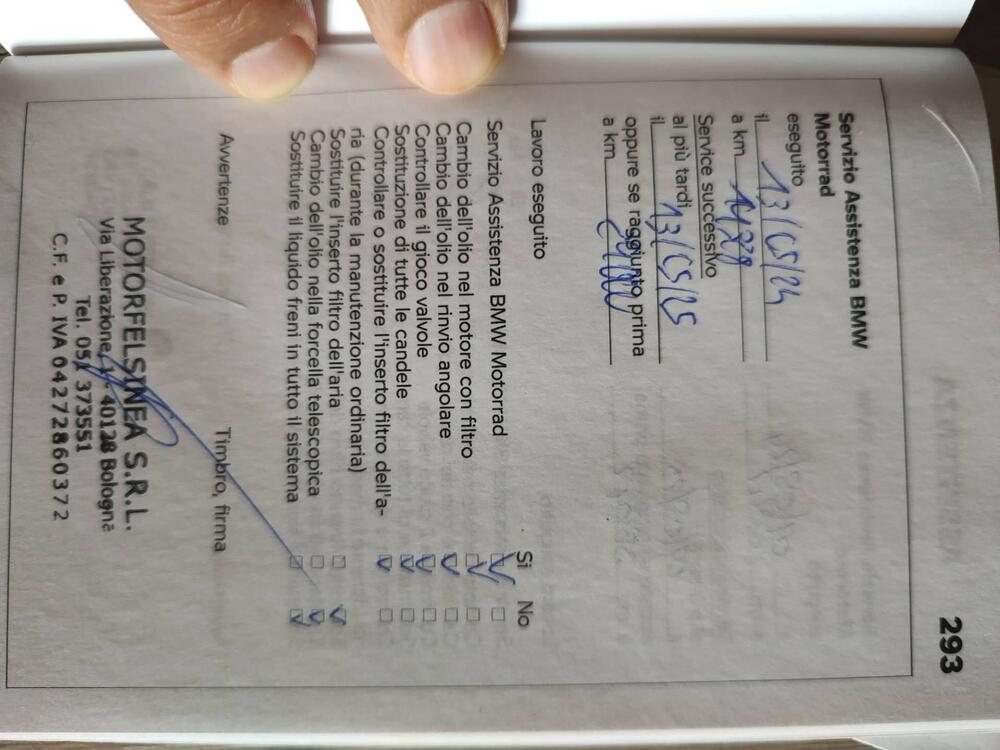 293
Servizio Assistenza BMW
Motorrad
eseguito
il 13/05/24
a km
Service successivo
al più tardi
il 13/05/25
oppure se raggiunto prima
a km
Lavoro eseguito
Sì No
Servizio Assistenza BMW Motorrad
Cambio dell'olio nel motore con filtro
Cambio dell'olio nel rinvio angolare
Controllare il gioco valvole
Sostituzione di tutte le candele
Controllare o sostituire l'inserto filtro dell'a-
ria (durante la manutenzione ordinaria)
Sostituire l'inserto filtro dell'aria
Cambio dell'olio nella forcella telescopica
Sostituire il liquido freni in tutto il sistema
Avvertenze Timbro, firma
MOTORFELSINEA S.R.L.
Via Liberazione, 40128 Bologna
Tel. 051 373551
C.F. e P. IVA 04272860372